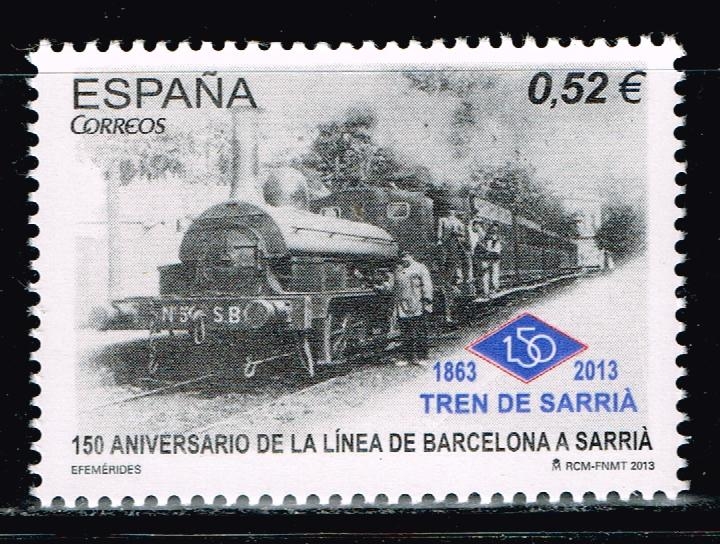 ESPAÑA
0,52 €
CORREOS
Nº 50 S B
150
1863 2013
TREN DE SARRIÀ
150 ANIVERSARIO DE LA LÍNEA DE BARCELONA A SARRIÀ
EFEMÉRIDES
RCM-FNMT 2013